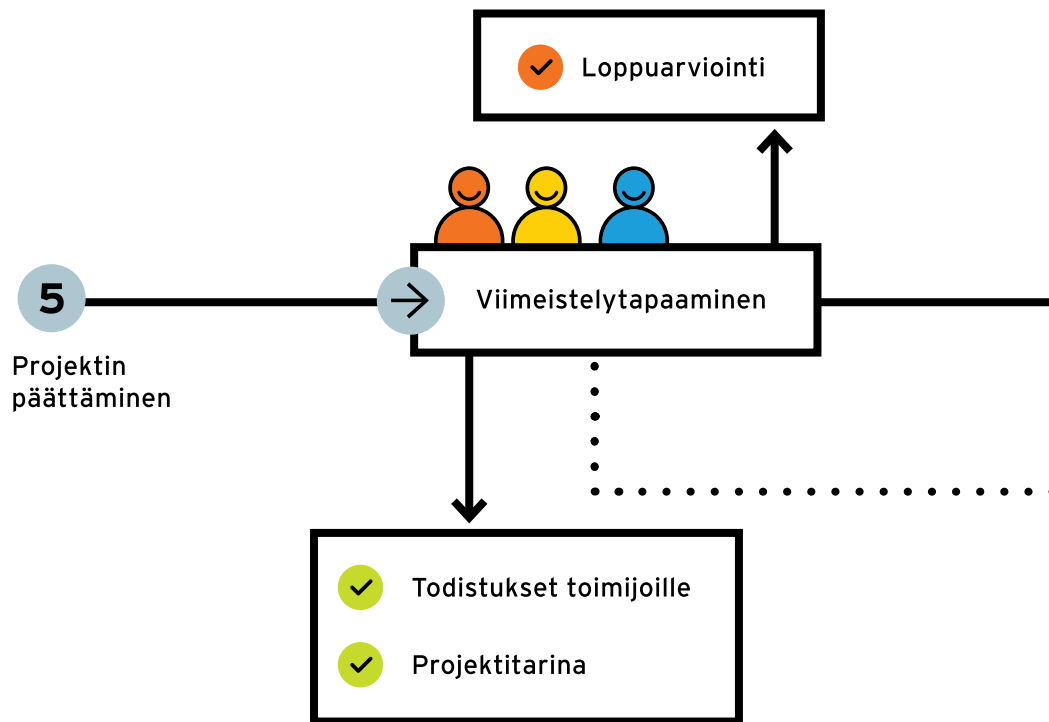 Loppuarviointi
5
Viimeistelytapaaminen
Projektin
päättäminen
Todistukset toimijoille
Projektitarina